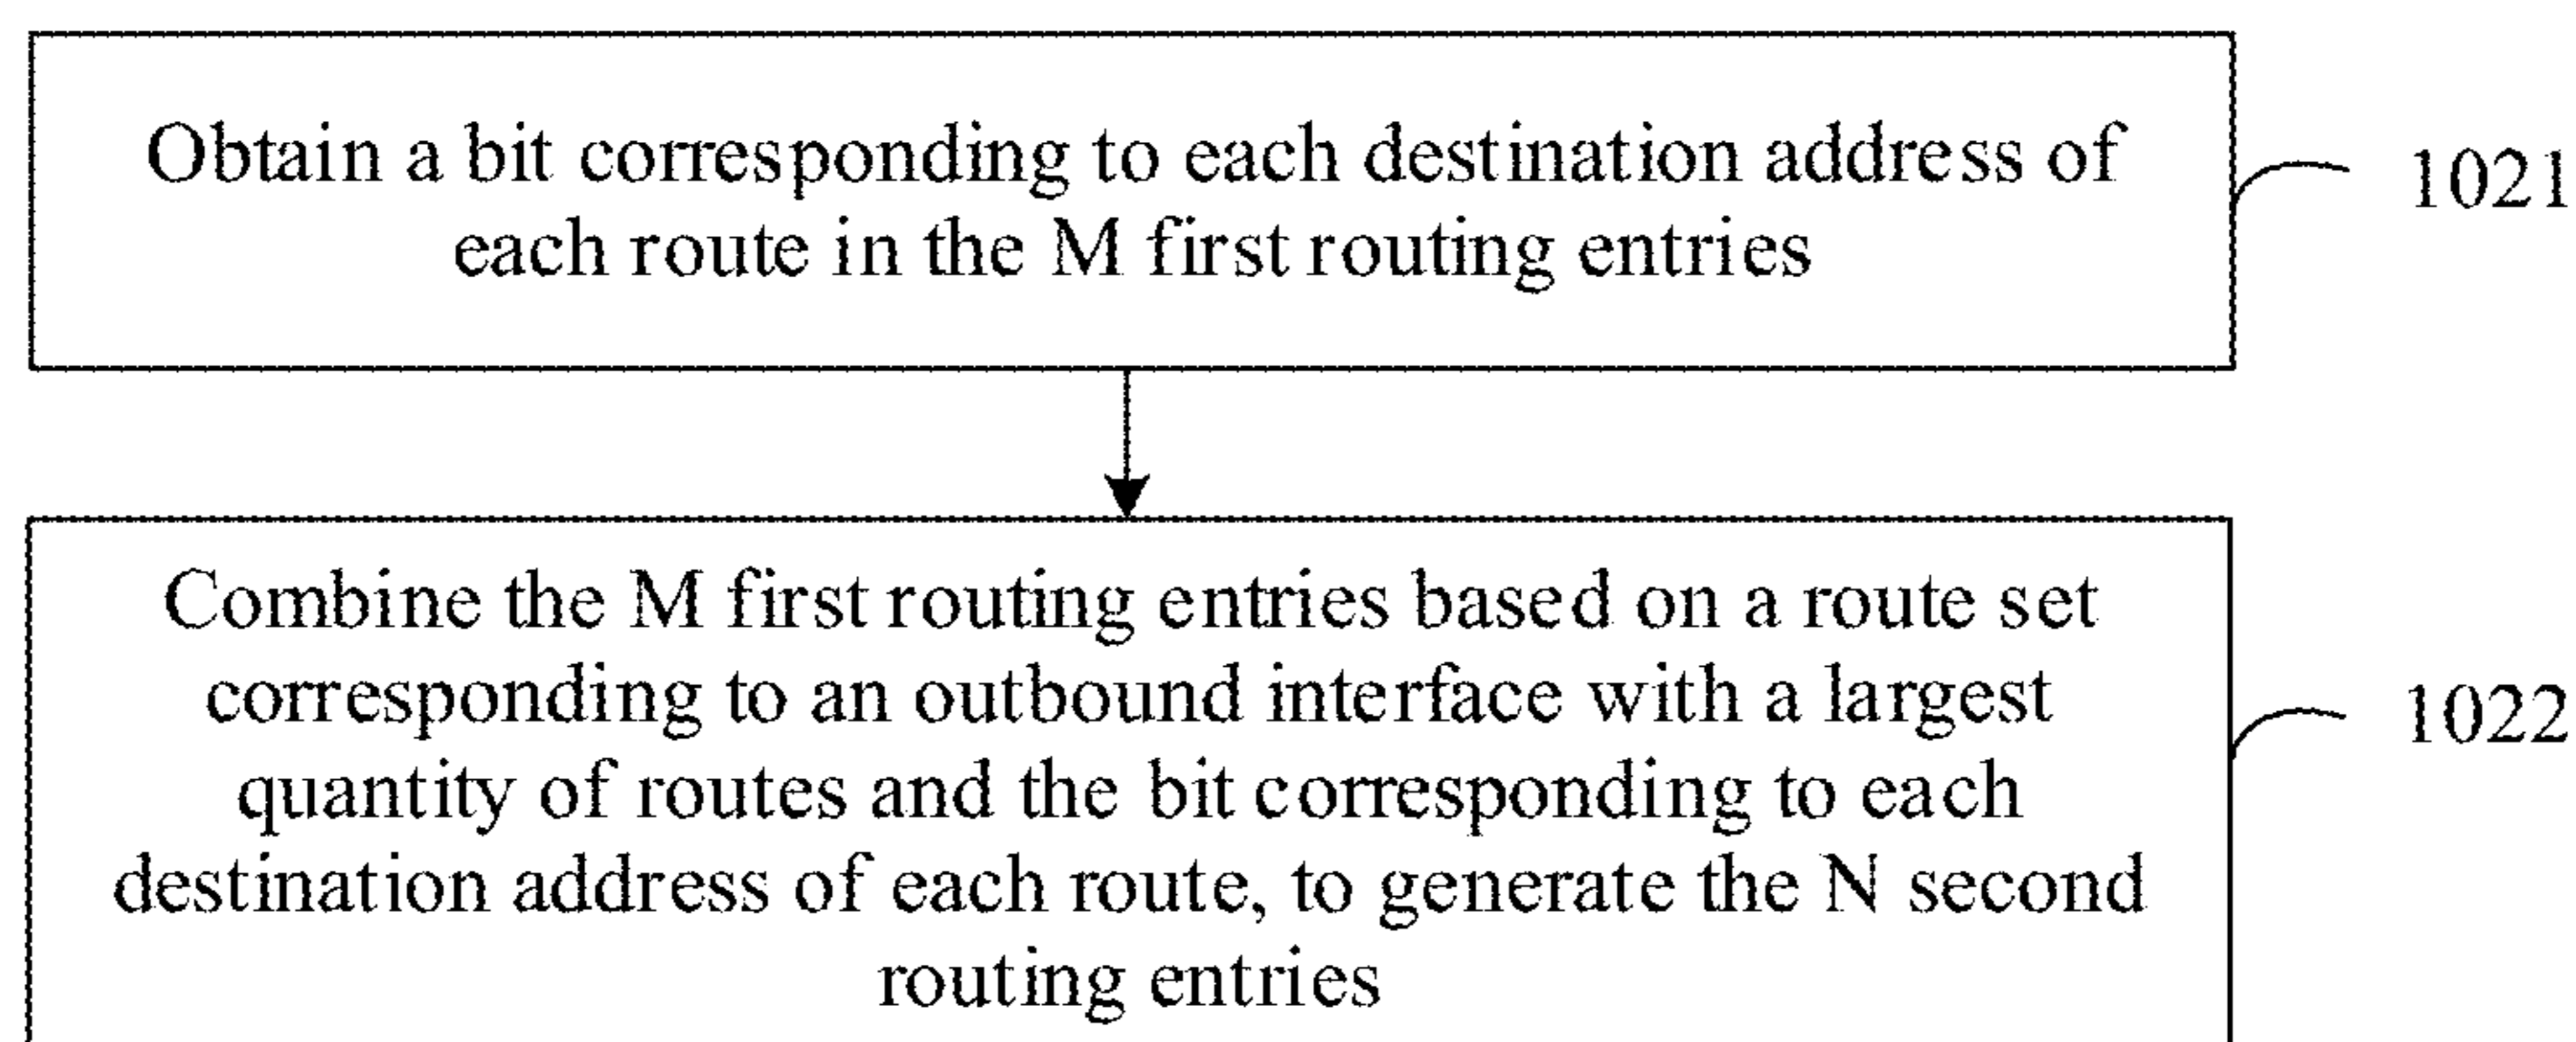 Obtain a bit corresponding to each destination address of
each route in the M first routing entries
1021
Combine the M first routing entries based on a route set
corresponding to an outbound interface with a largest
quantity of routes and the bit corresponding to each
destination address of each route, to generate the N second
routing entries
1022